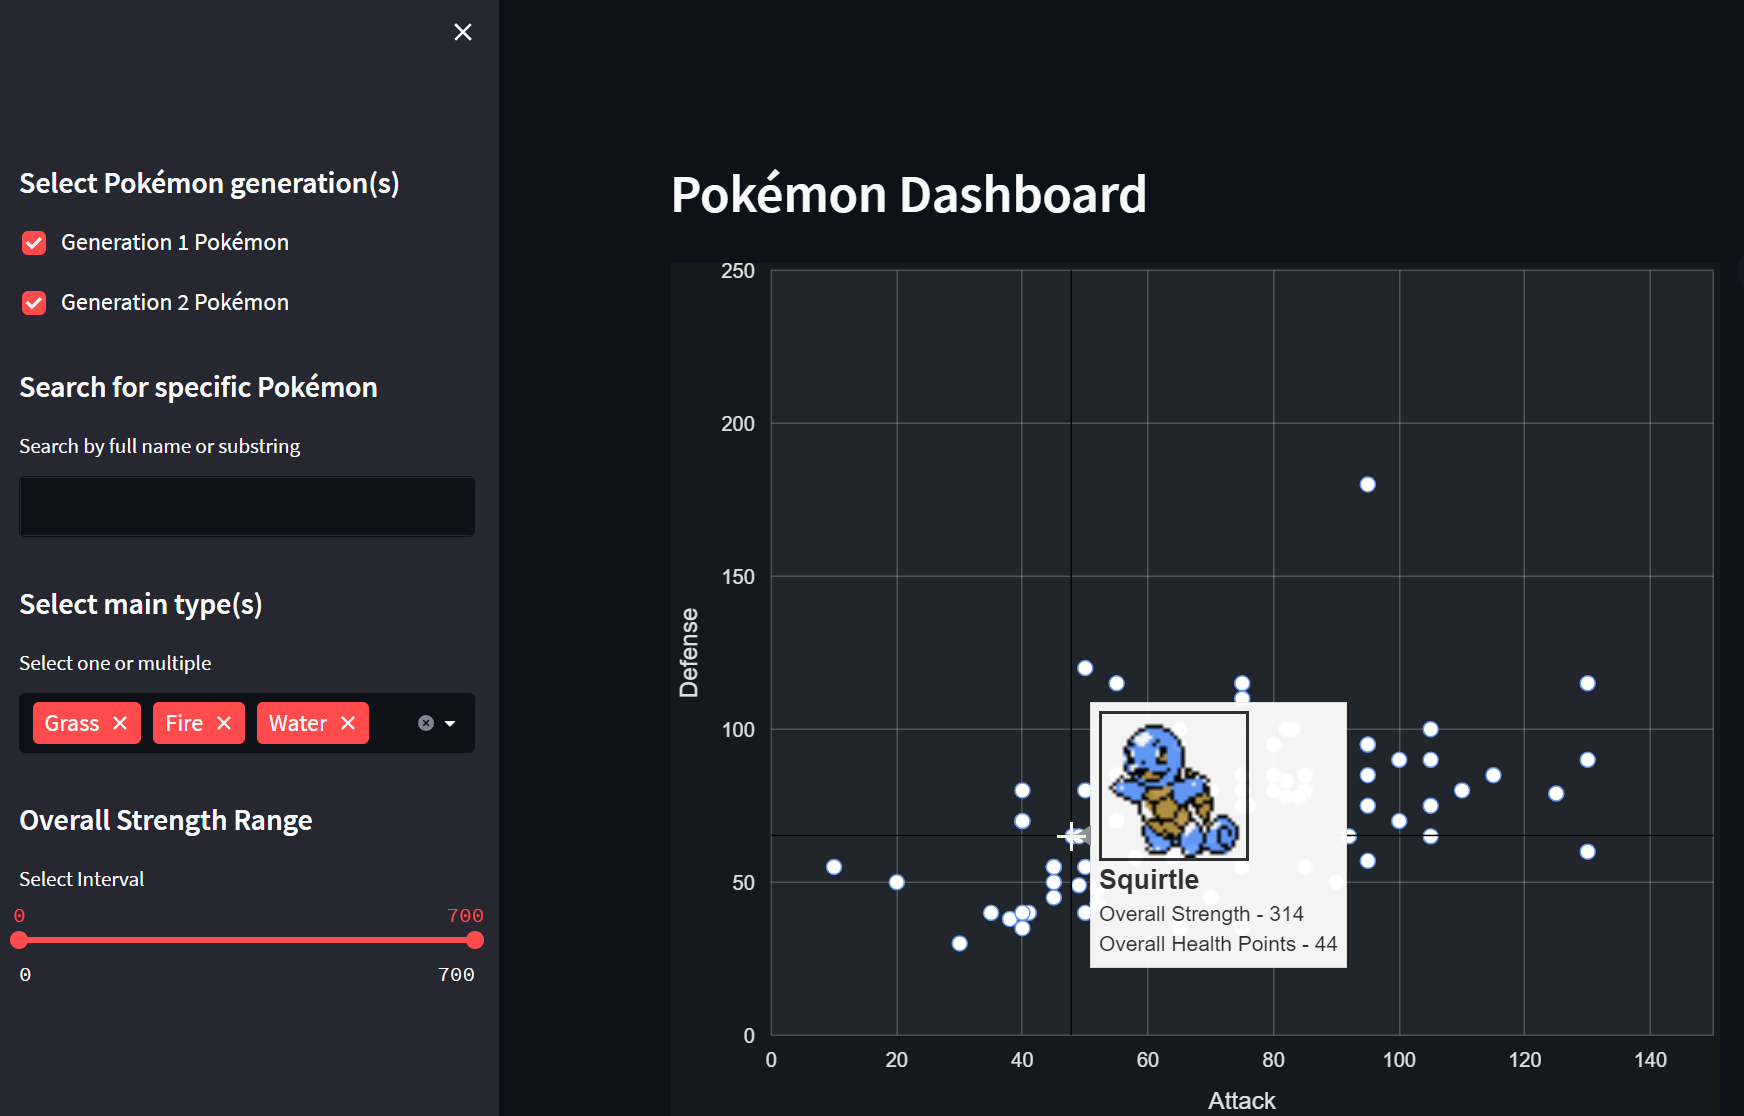 Select Pokémon generation(s)
Generation 1 Pokémon
Generation 2 Pokémon
Search for specific Pokémon
Search by full name or substring
Select main type(s)
Select one or multiple
Grass Fire Water
Overall Strength Range
Select Interval
0 700
0 700
Pokémon Dashboard
250
200
150
100
50
0
Defense
Squirtle
Overall Strength - 314
Overall Health Points - 44
0 20 40 60 80 100 120 140
Attack